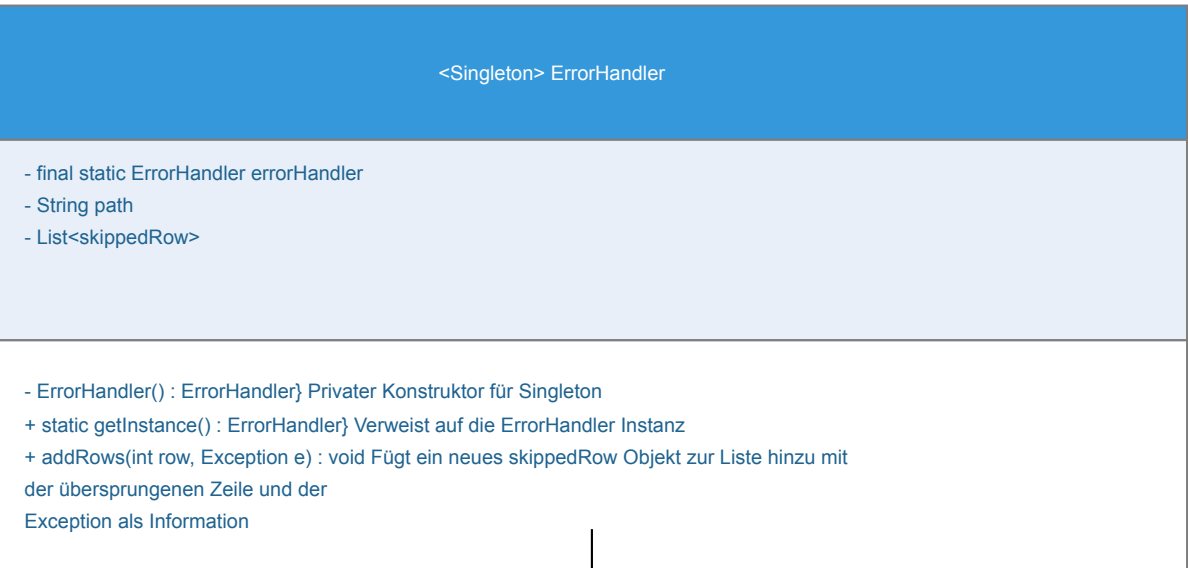 <Singleton> ErrorHandler
- final static ErrorHandler errorHandler
- String path
- List<skippedRow>
- ErrorHandler() : ErrorHandler} Privater Konstruktor für Singleton
+ static getInstance() : ErrorHandler} Verweist auf die ErrorHandler Instanz
+ addRows(int row, Exception e) : void Fügt ein neues skippedRow Objekt zur Liste hinzu mit
der übersprungenen Zeile und der
Exception als Information